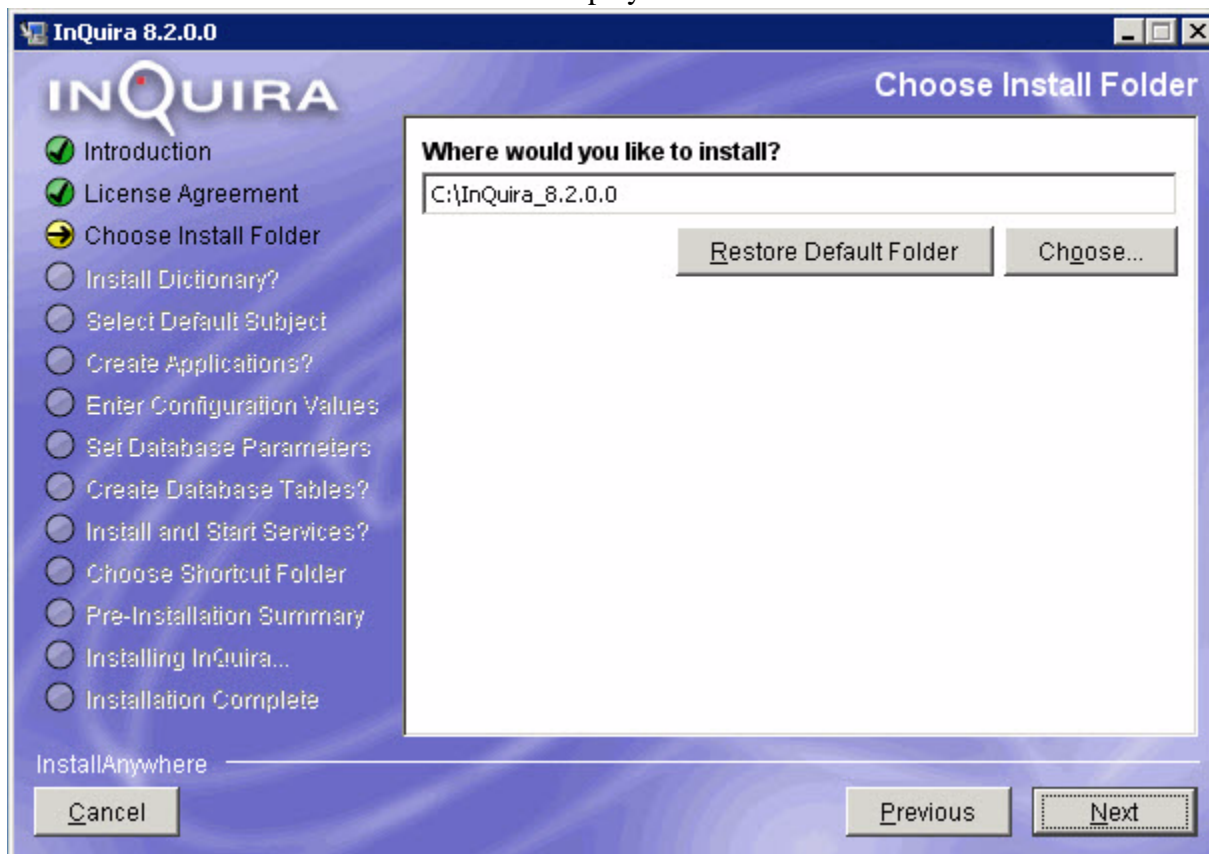 play
InQuira 8.2.0.0
INQUIRA
Choose Install Folder
Introduction
License Agreement
Choose Install Folder
Install Dictionary?
Select Default Subject
Create Applications?
Enter Configuration Values
Set Database Parameters
Create Database Tables?
Install and Start Services?
Choose Shortcut Folder
Pre-Installation Summary
Installing InQuira...
Installation Complete
Where would you like to install?
C:\InQuira_8.2.0.0
Restore Default Folder
Choose...
InstallAnywhere
Cancel
Previous
Next